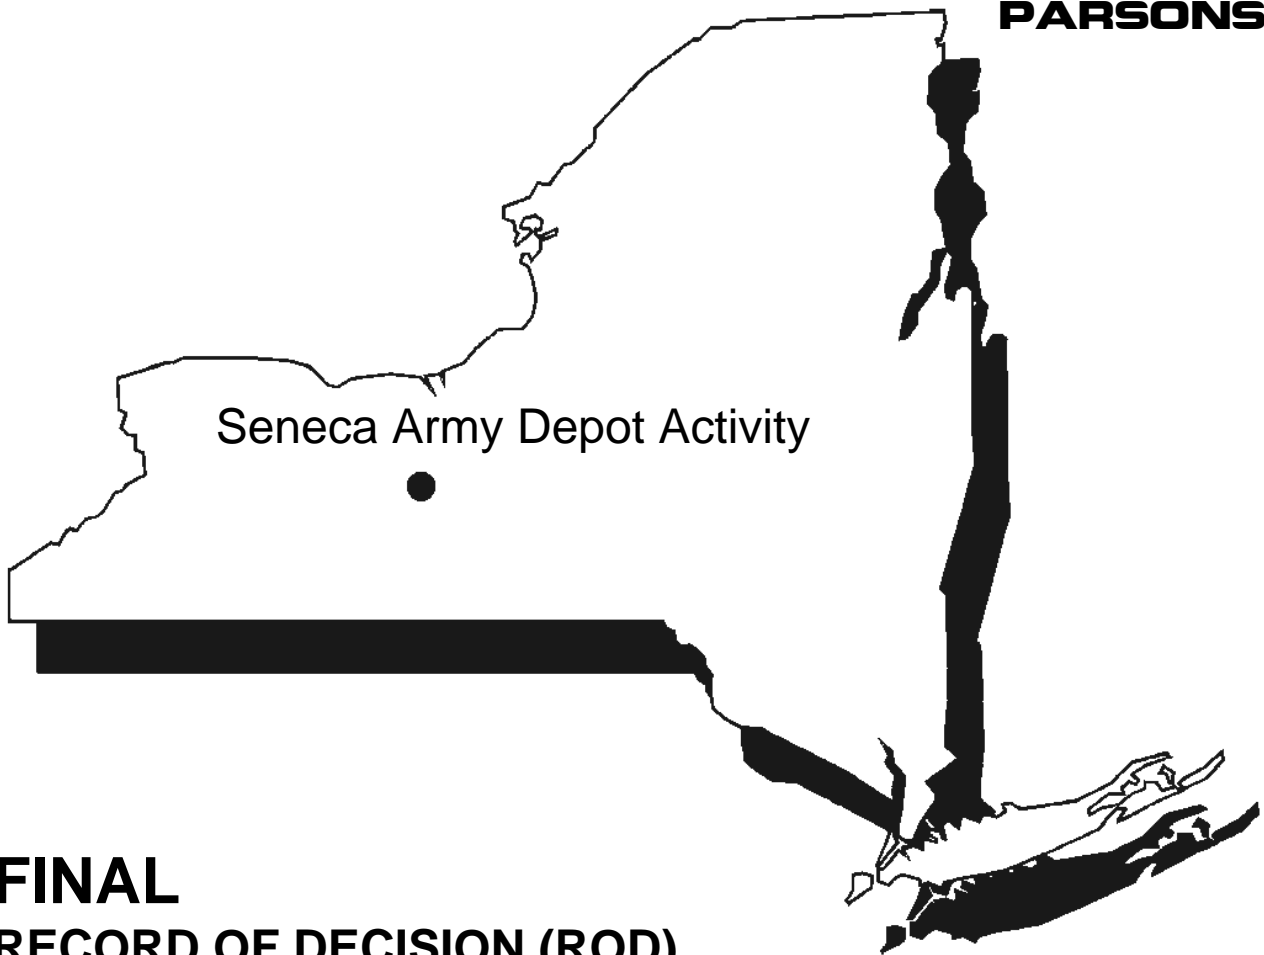 PARSONS
Seneca Army Depot Activity
FINAL
RECORD OF DECISION (ROD)